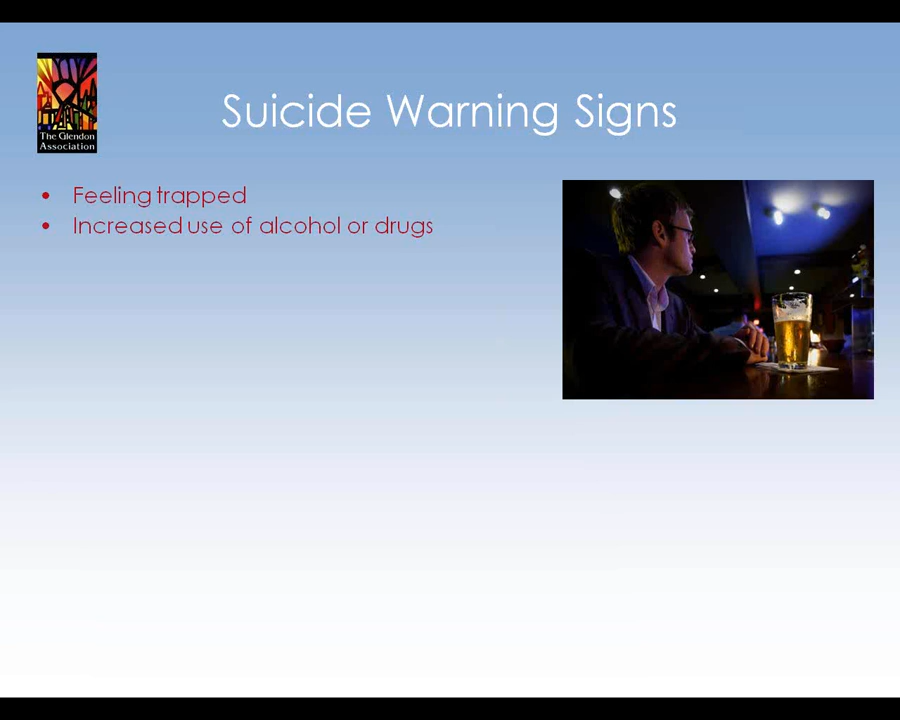 The Glendon
Association
Suicide Warning Signs
• Feeling trapped
• Increased use of alcohol or drugs